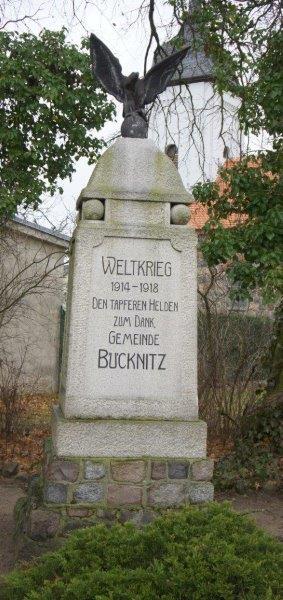 WELTKRIEG
1914-1918
DEN TAPFEREN HELDEN
ZUM DANK
GEMEINDE
BUCKNITZ